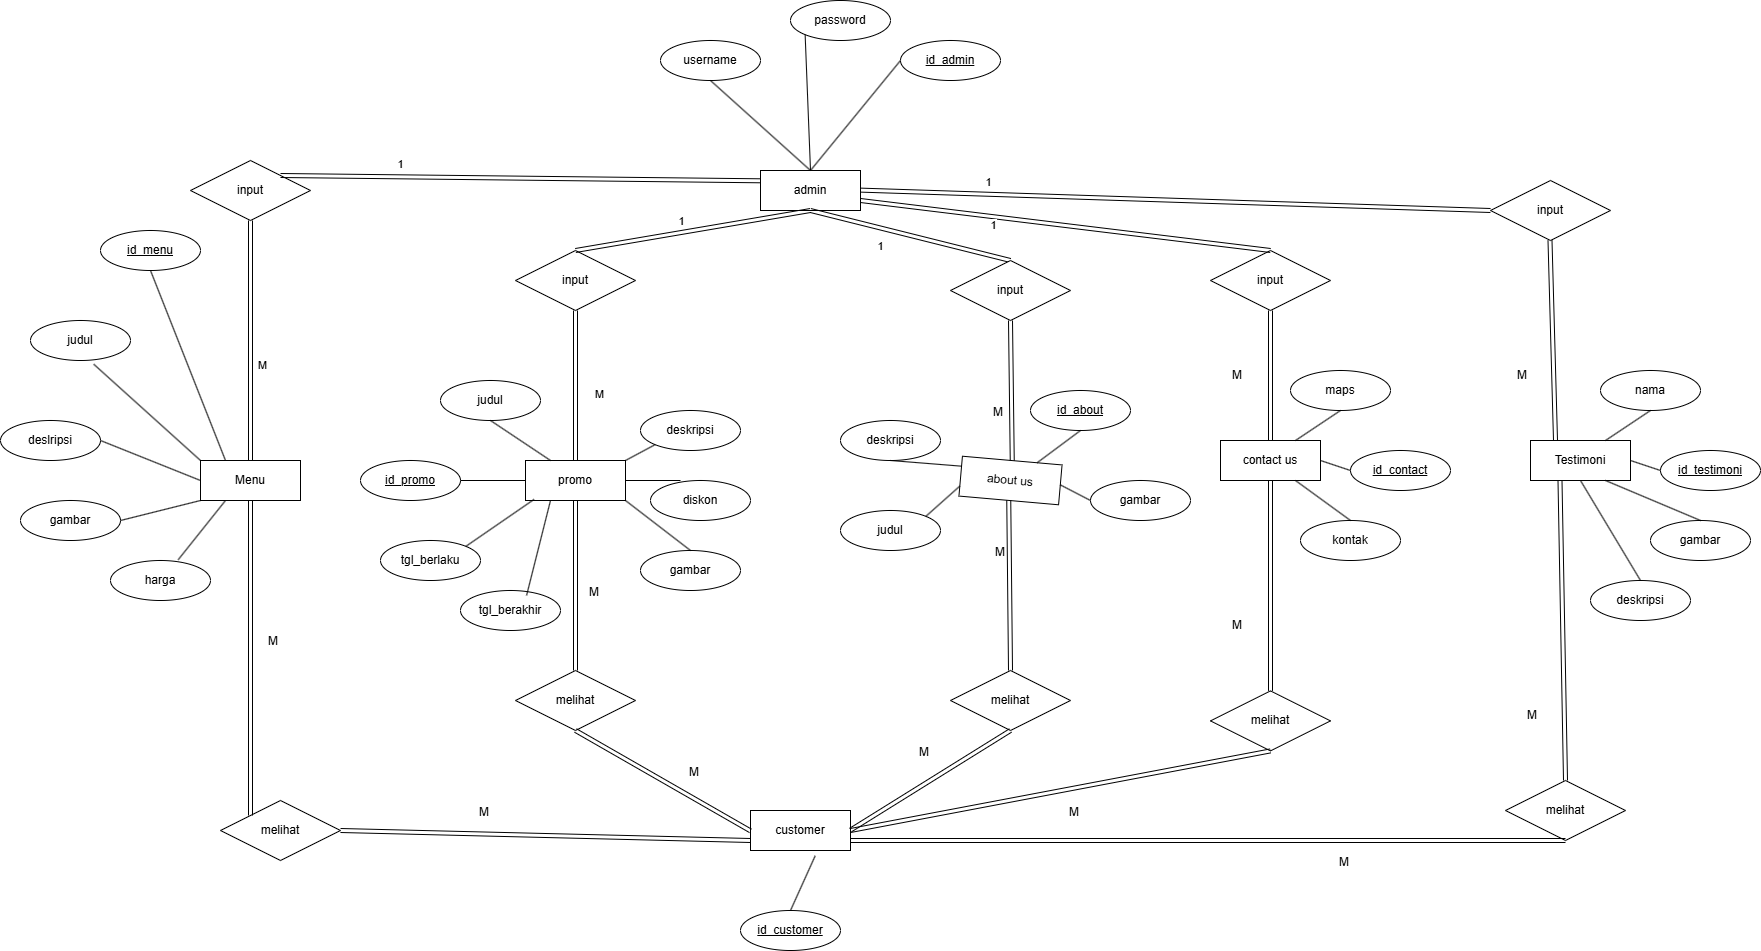 password
username
id_admin
1
input
admin
1
input
1
1
1
id_menu
input
input
input
judul
M
M
M
M
maps
nama
judul
deskripsi
M
id_about
deslripsi
deskripsi
Menu
id_promo
promo
about us
contact us
id_contact
Testimoni
id_testimoni
diskon
gambar
gambar
judul
kontak
gambar
M
tgl_berlaku
gambar
harga
M
deskripsi
tgl_berakhir
M
M
melihat
melihat
melihat
M
M
M
M
M
M
melihat
customer
melihat
M
id_customer